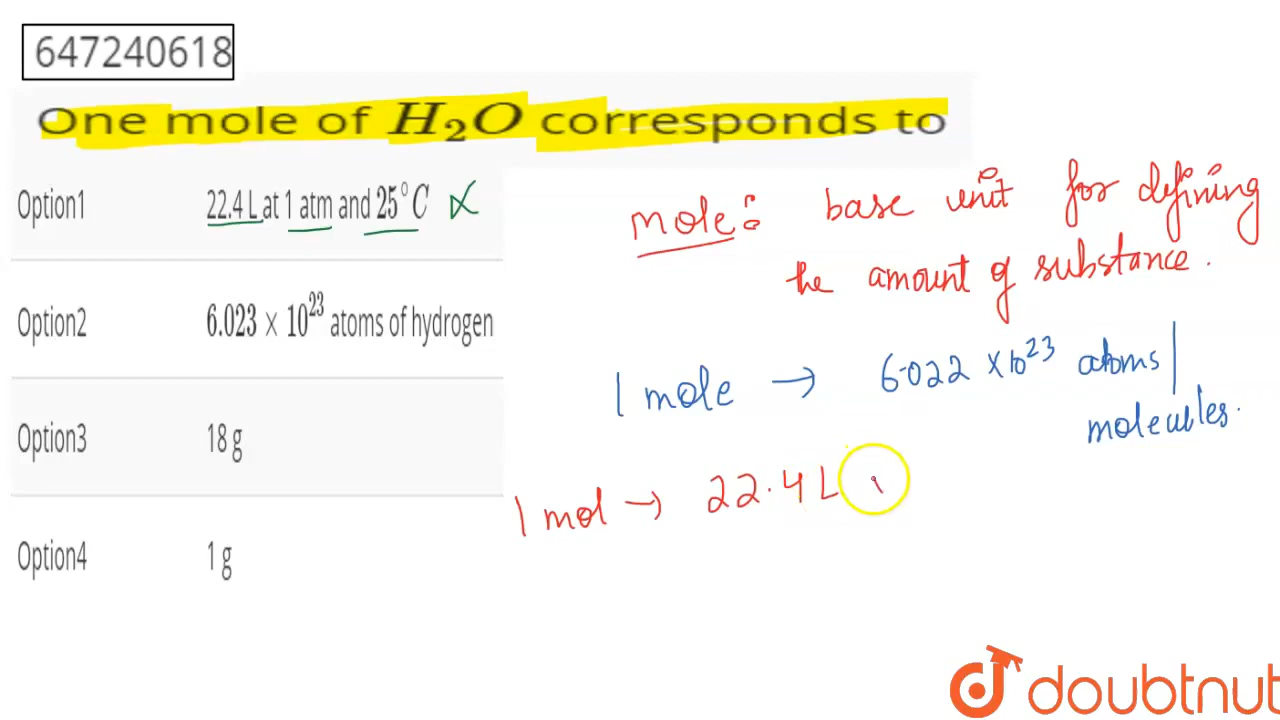 647240618
One mole of H₂O corresponds to
Option1 22.4 L at 1 atm and 25°C
Option2 6.023 × 10²³ atoms of hydrogen
Option3 18 g
Option4 1 g
mole: base unit for defining
the amount of substance.
1 mole → 6.022 × 10²³ atoms|
molecules.
1 mol → 22.4 L
doubtnut